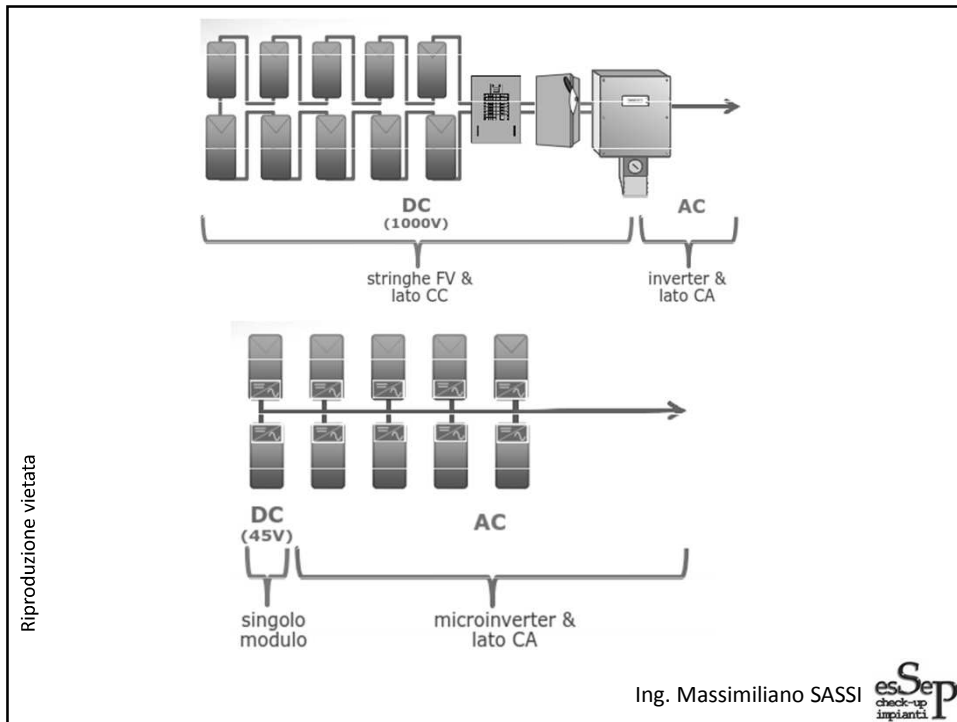 DC
(1000V)
AC
stringhe FV &
lato CC
inverter &
lato CA
DC
(45V)
AC
singolo
modulo
microinverter &
lato CA
Riproduzione vietata
Ing. Massimiliano SASSI
esSeP
check-up
impianti